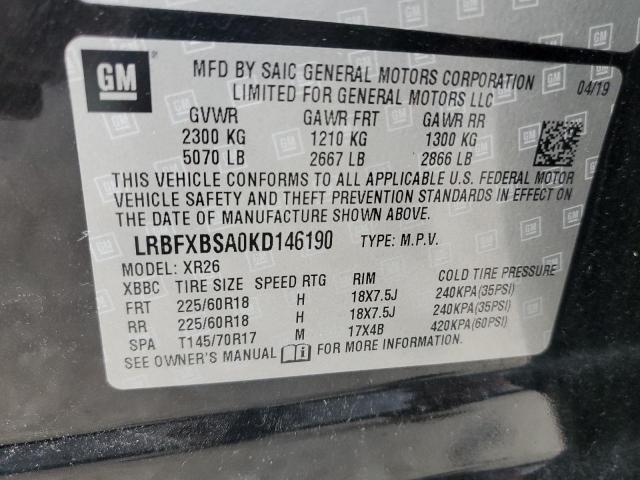 GM
MFD BY SAIC GENERAL MOTORS CORPORATION
LIMITED FOR GENERAL MOTORS LLC
04/19
GVWR GAWR FRT GAWR RR
2300 KG 1210 KG 1300 KG
5070 LB 2667 LB 2866 LB
THIS VEHICLE CONFORMS TO ALL APPLICABLE U.S. FEDERAL MOTOR
VEHICLE SAFETY AND THEFT PREVENTION STANDARDS IN EFFECT ON
THE DATE OF MANUFACTURE SHOWN ABOVE.
LRBFXBSA0KD146190 TYPE: M.P.V.
MODEL: XR26
XBBC TIRE SIZE SPEED RTG RIM COLD TIRE PRESSURE
FRT 225/60R18 H 18X7.5J 240KPA(35PSI)
RR 225/60R18 H 18X7.5J 240KPA(35PSI)
SPA T145/70R17 M 17X4B 420KPA(60PSI)
SEE OWNER'S MANUAL FOR MORE INFORMATION.